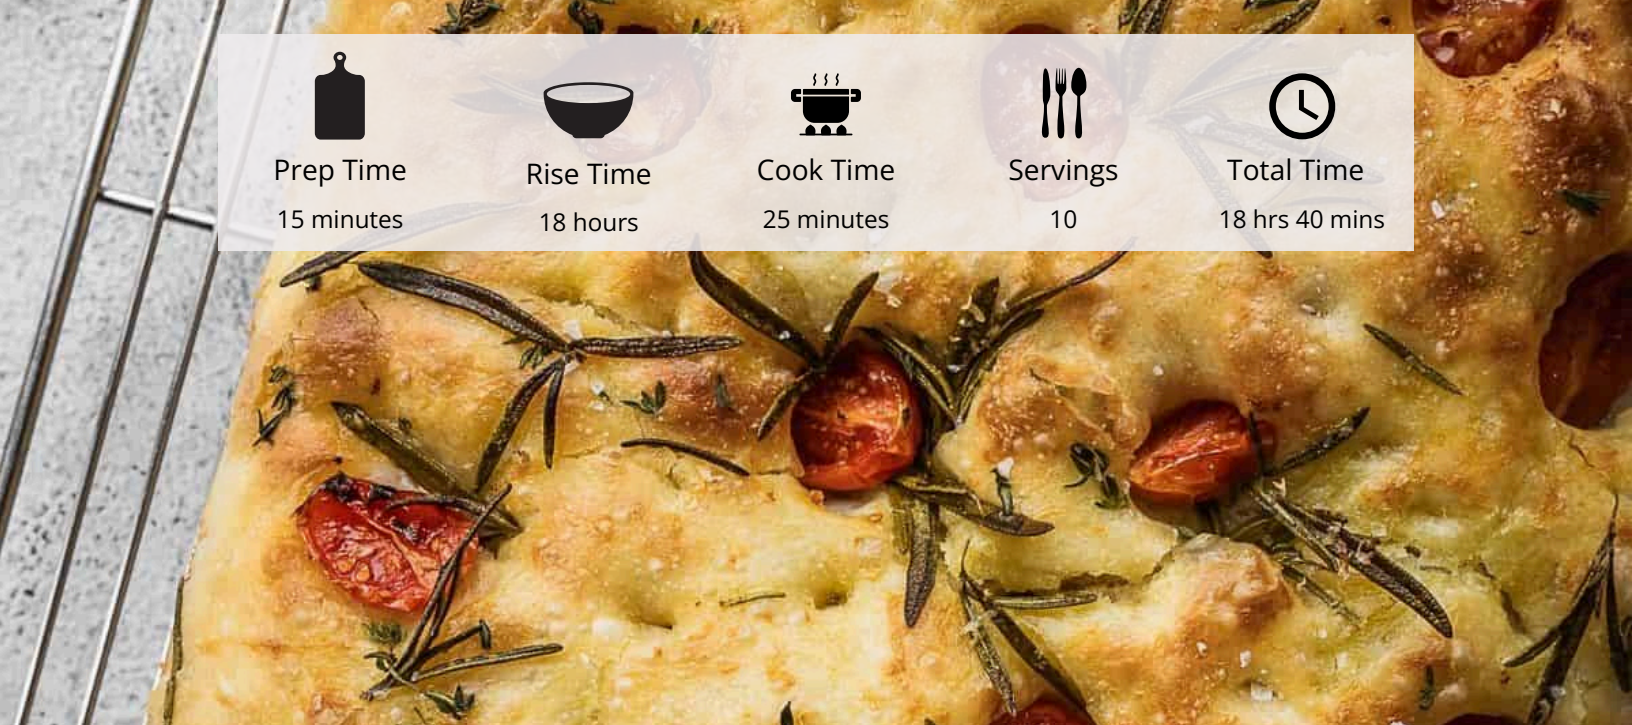 Prep Time
15 minutes
Rise Time
18 hours
Cook Time
25 minutes
Servings
10
Total Time
18 hrs 40 mins